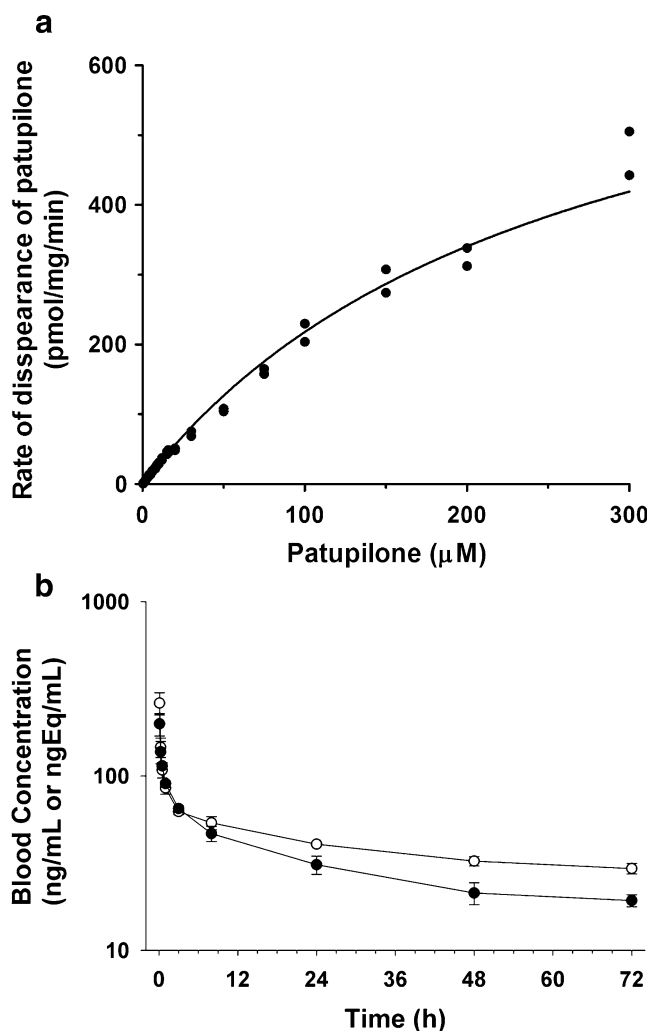 a
Rate of disspearance of patupilone
(pmol/mg/min)
600
400
200
0
0 100 200 300
Patupilone (μM)
b
Blood Concentration
(ng/mL or ngEq/mL)
1000
100
10
0 12 24 36 48 60 72
Time (h)